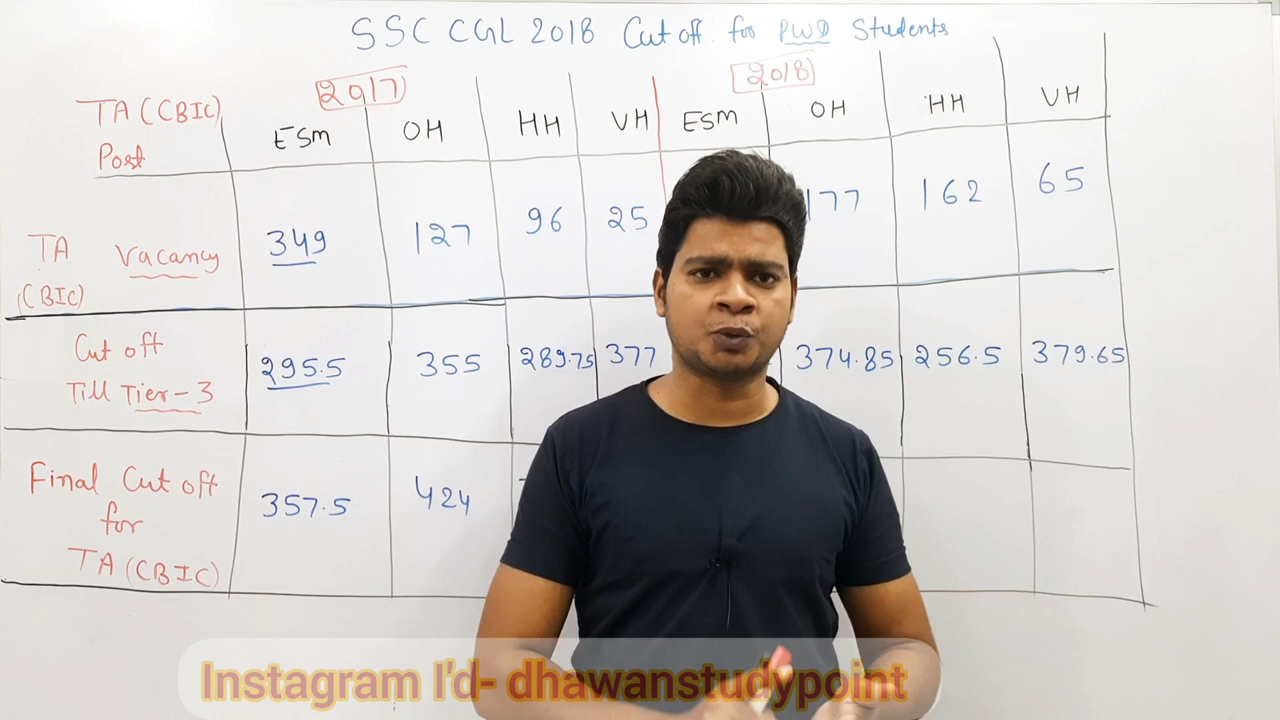 SSC CGL 2018 Cut off for PWD Students
2017 2018
TA (CBIC) Post ESM OH HH VH ESM OH HH VH
TA (CBIC) Vacancy 349 127 96 25 177 162 65
Cut off Till Tier-3 295.5 355 289.75 377 374.85 256.5 379.65
Final Cut off for TA (CBIC) 357.5 424
Instagram I'd- dhawanstudypoint